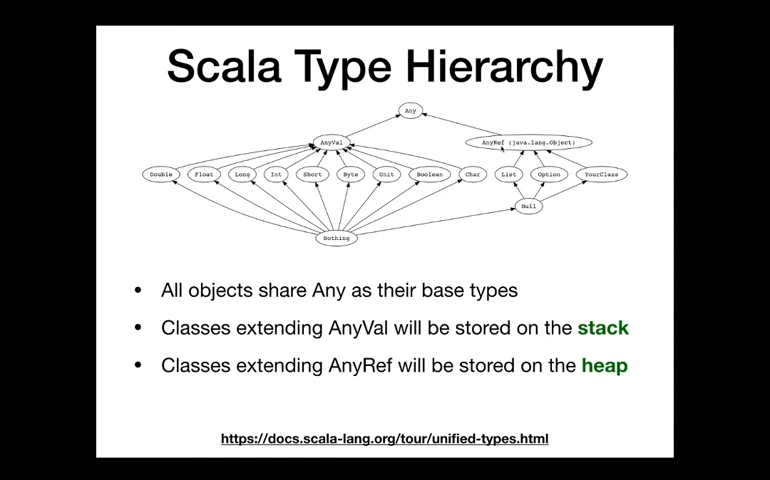 Scala Type Hierarchy
Any
AnyVal
AnyRef (java.lang.Object)
Double Float Long Int Short Byte Unit Boolean Char List Option YourClass
Null
Nothing
• All objects share Any as their base types
• Classes extending AnyVal will be stored on the stack
• Classes extending AnyRef will be stored on the heap
https://docs.scala-lang.org/tour/unified-types.html